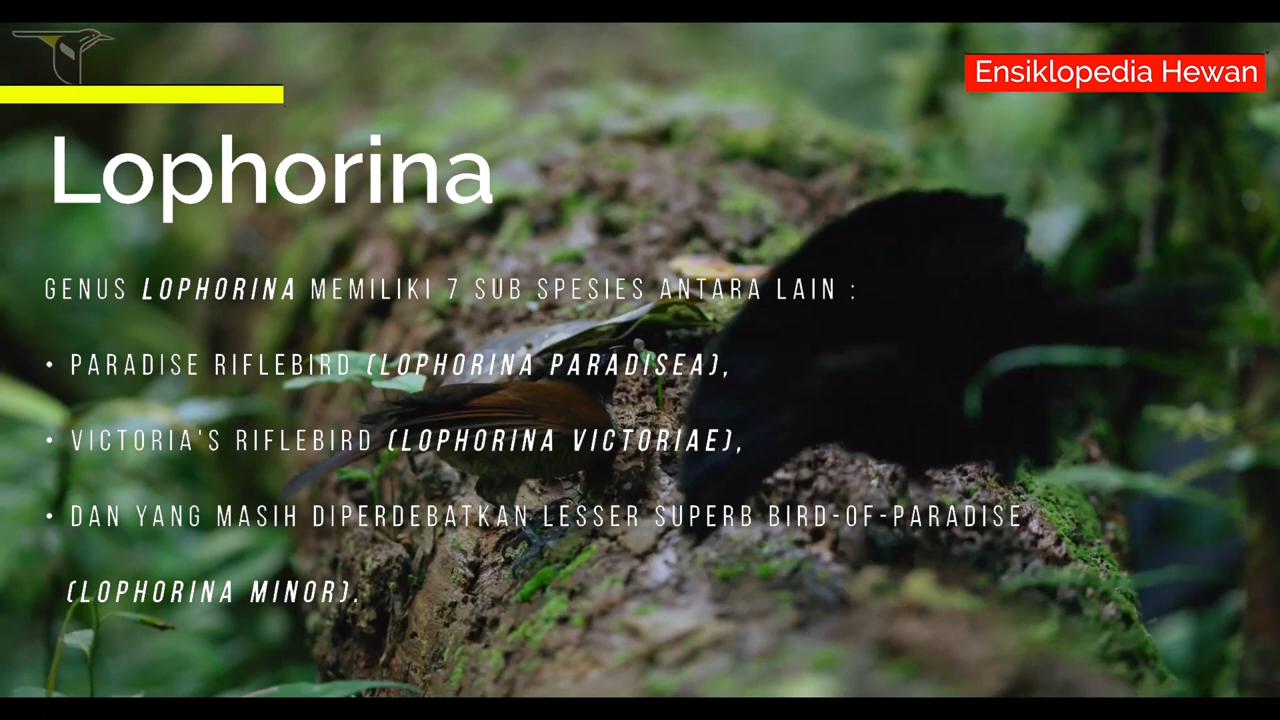 Ensiklopedia Hewan
Lophorina
GENUS LOPHORINA MEMILIKI 7 SUB SPESIES ANTARA LAIN :
• PARADISE RIFLEBIRD (LOPHORINA PARADISEA),
• VICTORIA'S RIFLEBIRD (LOPHORINA VICTORIAE),
• DAN YANG MASIH DIPERDEBATKAN LESSER SUPERB BIRD-OF-PARADISE
(LOPHORINA MINOR).